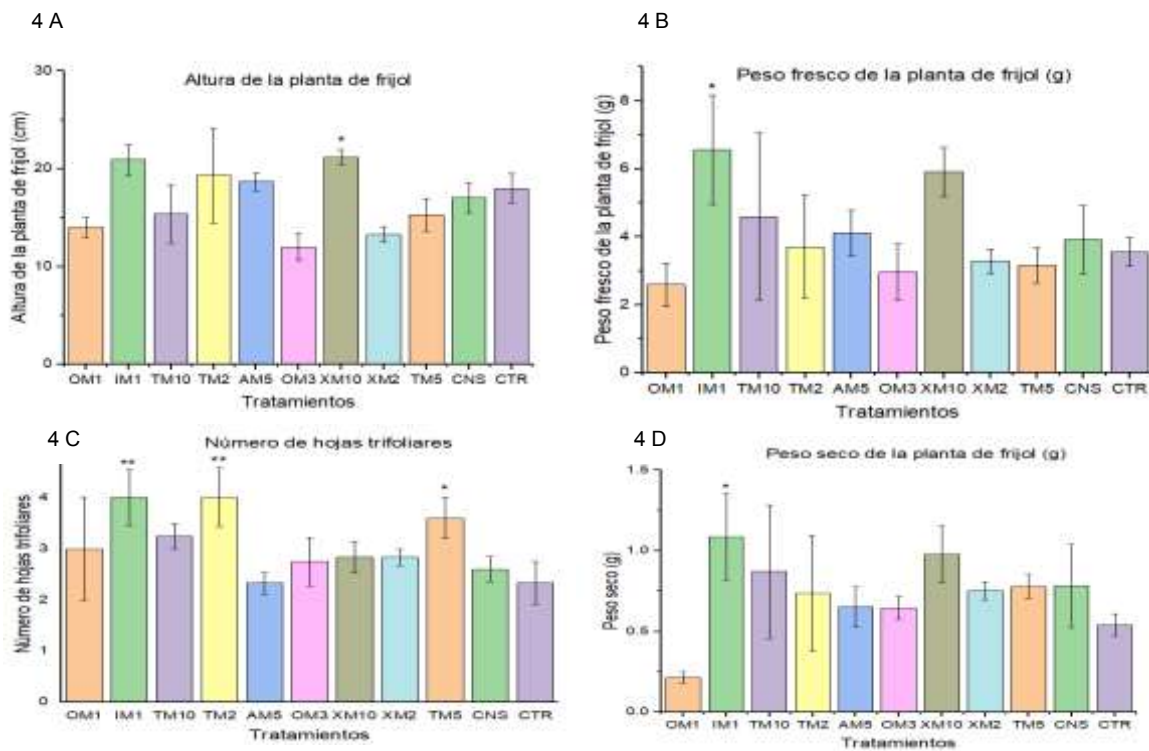 4 A
Altura de la planta de frijol
Altura de la planta de frijol (cm)
30
20
10
0
*
OM1 IM1 TM10 TM2 AM5 OM3 XM10 XM2 TM5 CNS CTR
Tratamientos
4 B
Peso fresco de la planta de frijol (g)
Peso fresco de la planta de frijol (g)
8
6
4
2
0
*
OM1 IM1 TM10 TM2 AM5 OM3 XM10 XM2 TM5 CNS CTR
Tratamientos
4 C
Número de hojas trifoliares
Número de hojas trifoliares
4
3
2
1
0
** ** *
OM1 IM1 TM10 TM2 AM5 OM3 XM10 XM2 TM5 CNS CTR
Tratamientos
4 D
Peso seco de la planta de frijol (g)
Peso seco (g)
1.5
1.0
0.5
0.0
*
OM1 IM1 TM10 TM2 AM5 OM3 XM10 XM2 TM5 CNS CTR
Tratamientos